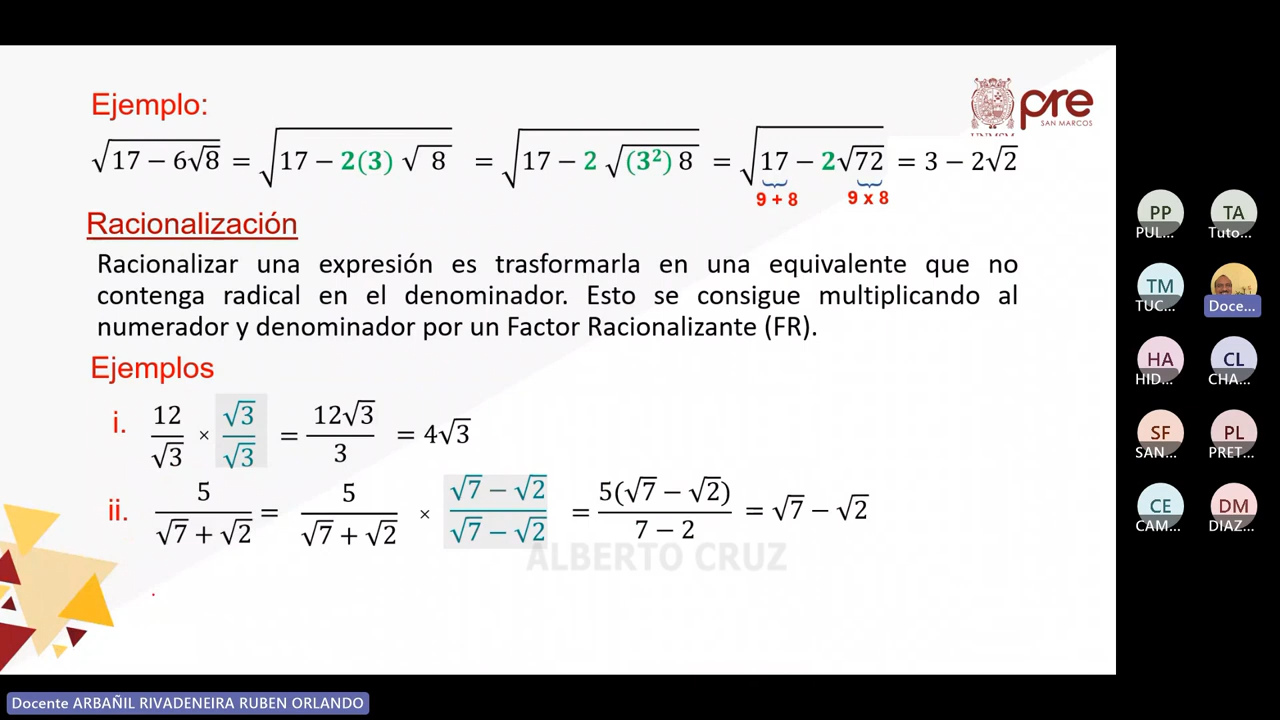 Ejemplo:
pre
SAN MARCOS
√(17 − 6√8) = √(17 − 2(3) √8) = √(17 − 2 √((3²) 8)) = √(17 − 2√72) = 3 − 2√2
9 + 8 9 x 8
Racionalización
Racionalizar una expresión es trasformarla en una equivalente que no
contenga radical en el denominador. Esto se consigue multiplicando al
numerador y denominador por un Factor Racionalizante (FR).
Ejemplos
i. 12/√3 × √3/√3 = 12√3/3 = 4√3
ii. 5/(√7 + √2) = 5/(√7 + √2) × (√7 − √2)/(√7 − √2) = 5(√7 − √2)/(7 − 2) = √7 − √2
ALBERTO CRUZ
PP TA
PUL... Tuto...
TM
TUC... Doce...
HA CL
HID... CHA...
SF PL
SAN... PRET...
CE DM
CAM... DIAZ...
Docente ARBAÑIL RIVADENEIRA RUBEN ORLANDO